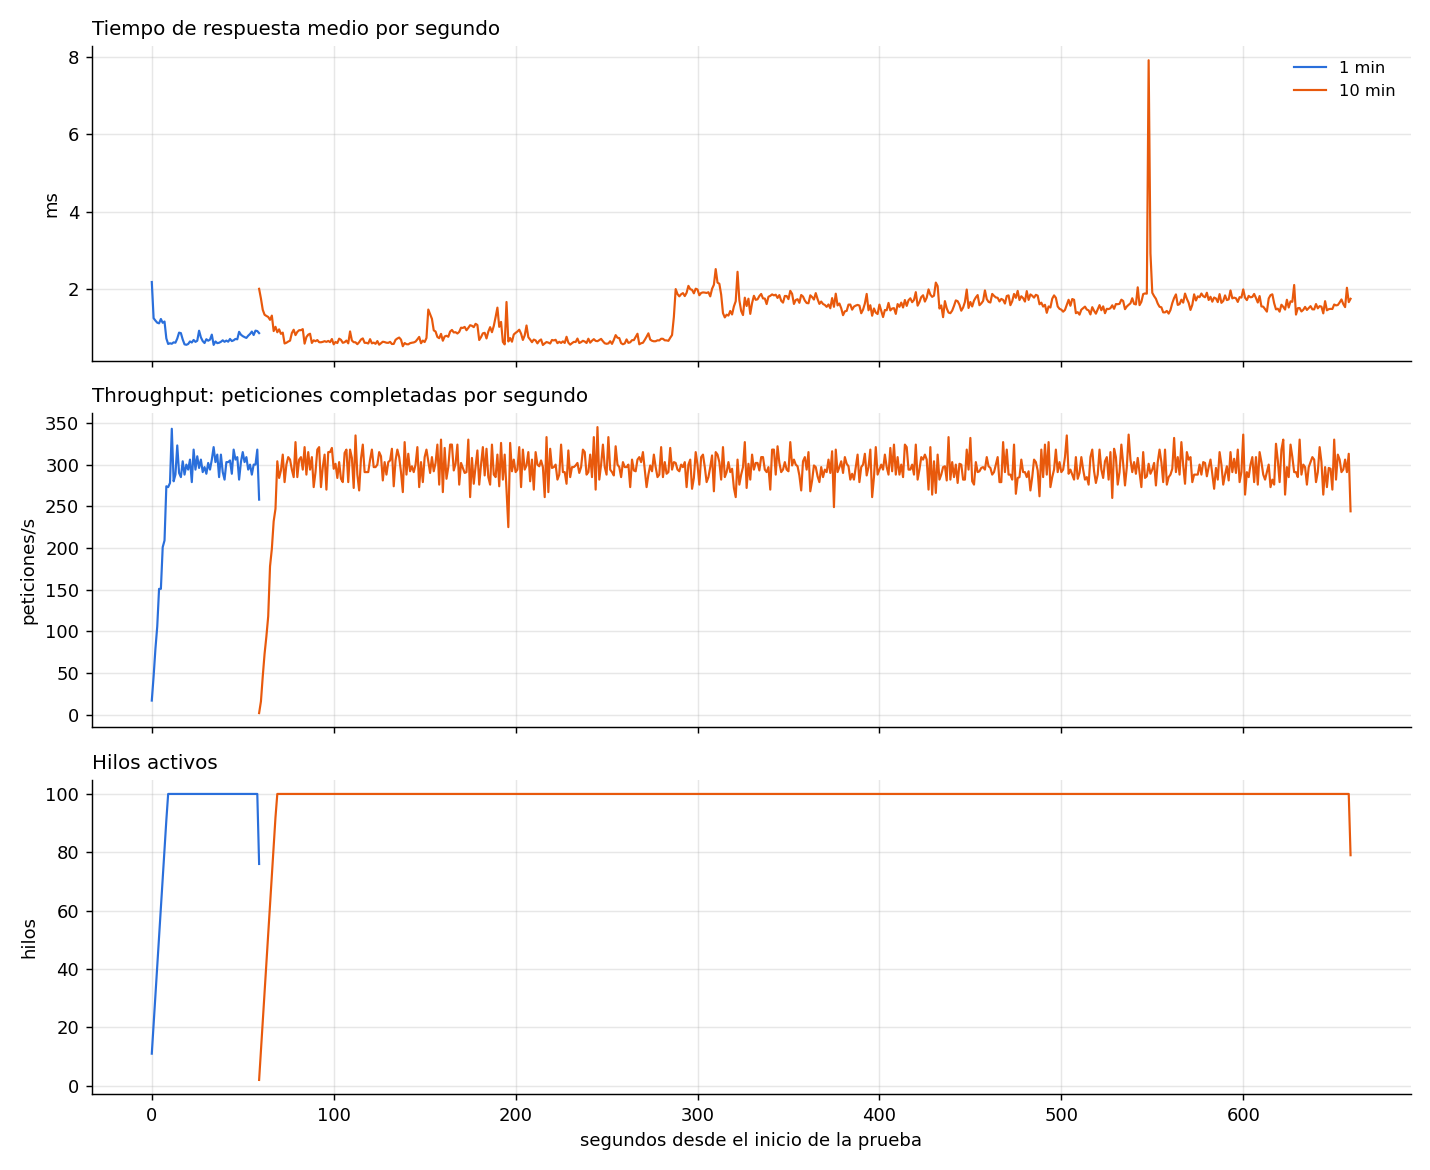 Tiempo de respuesta medio por segundo
8
6
4
2
ms
1 min
10 min
Throughput: peticiones completadas por segundo
350
300
250
200
150
100
50
0
peticiones/s
Hilos activos
100
80
60
40
20
0
hilos
0 100 200 300 400 500 600
segundos desde el inicio de la prueba